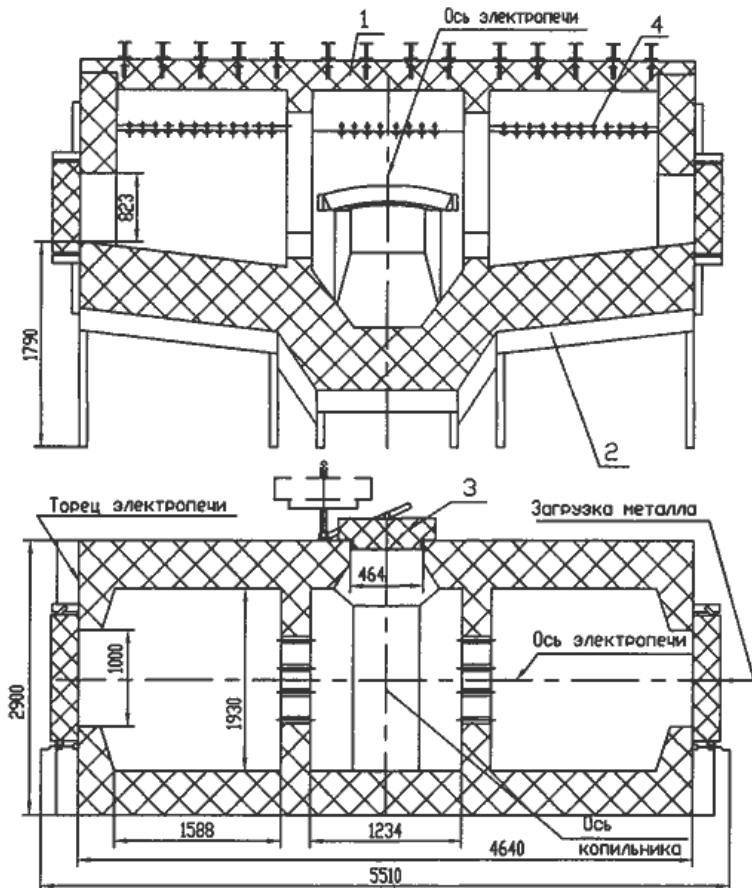 Ось электропечи
1
4
823
1790
2
Торец электропечи
3
Загрузка металла
464
Ось электропечи
1000
1930
2900
1588
1234
Ось
копильника
4640
5510